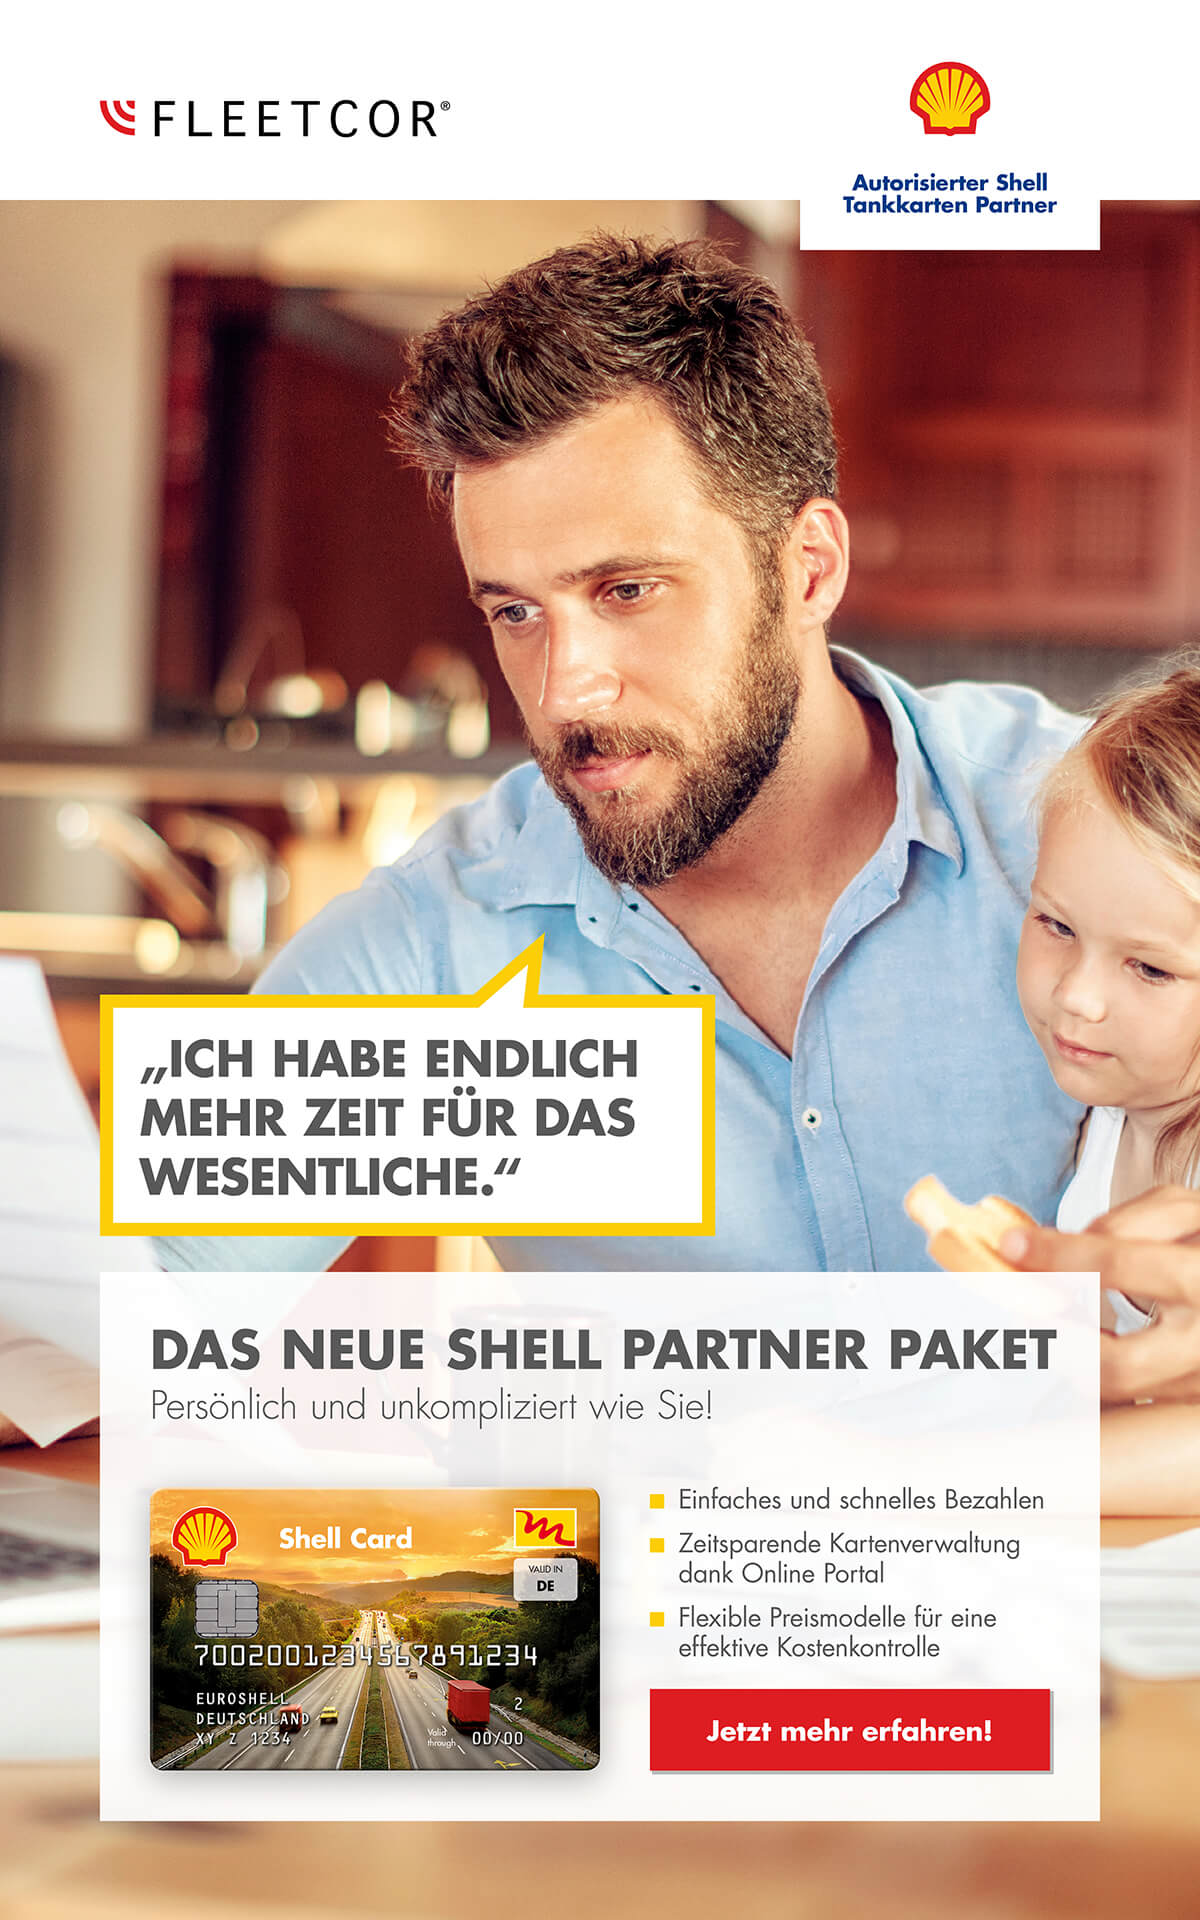 FLEETCOR®
Autorisierter Shell
Tankkarten Partner
„ICH HABE ENDLICH
MEHR ZEIT FÜR DAS
WESENTLICHE.“
DAS NEUE SHELL PARTNER PAKET
Persönlich und unkompliziert wie Sie!
Shell Card
m
VALID IN
DE
7002001234567891234
EUROSHELL
DEUTSCHLAND
XY Z 1234
2
Valid
through
00/00
Einfaches und schnelles Bezahlen
Zeitsparende Kartenverwaltung
dank Online Portal
Flexible Preismodelle für eine
effektive Kostenkontrolle
Jetzt mehr erfahren!